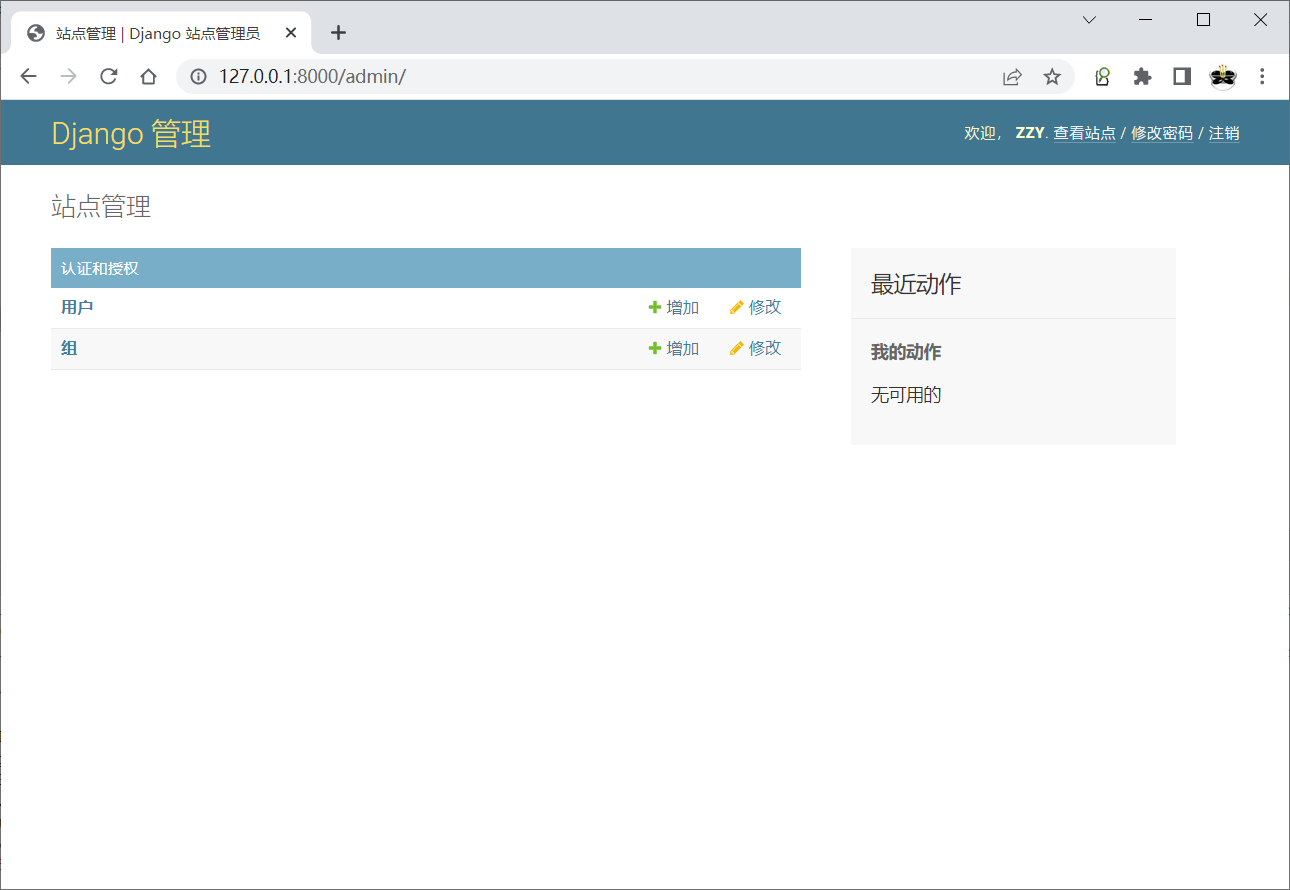 站点管理 | Django 站点管理员
127.0.0.1:8000/admin/
Django 管理
欢迎， ZZY. 查看站点 / 修改密码 / 注销
站点管理
认证和授权
用户 增加 修改
组 增加 修改
最近动作
我的动作
无可用的